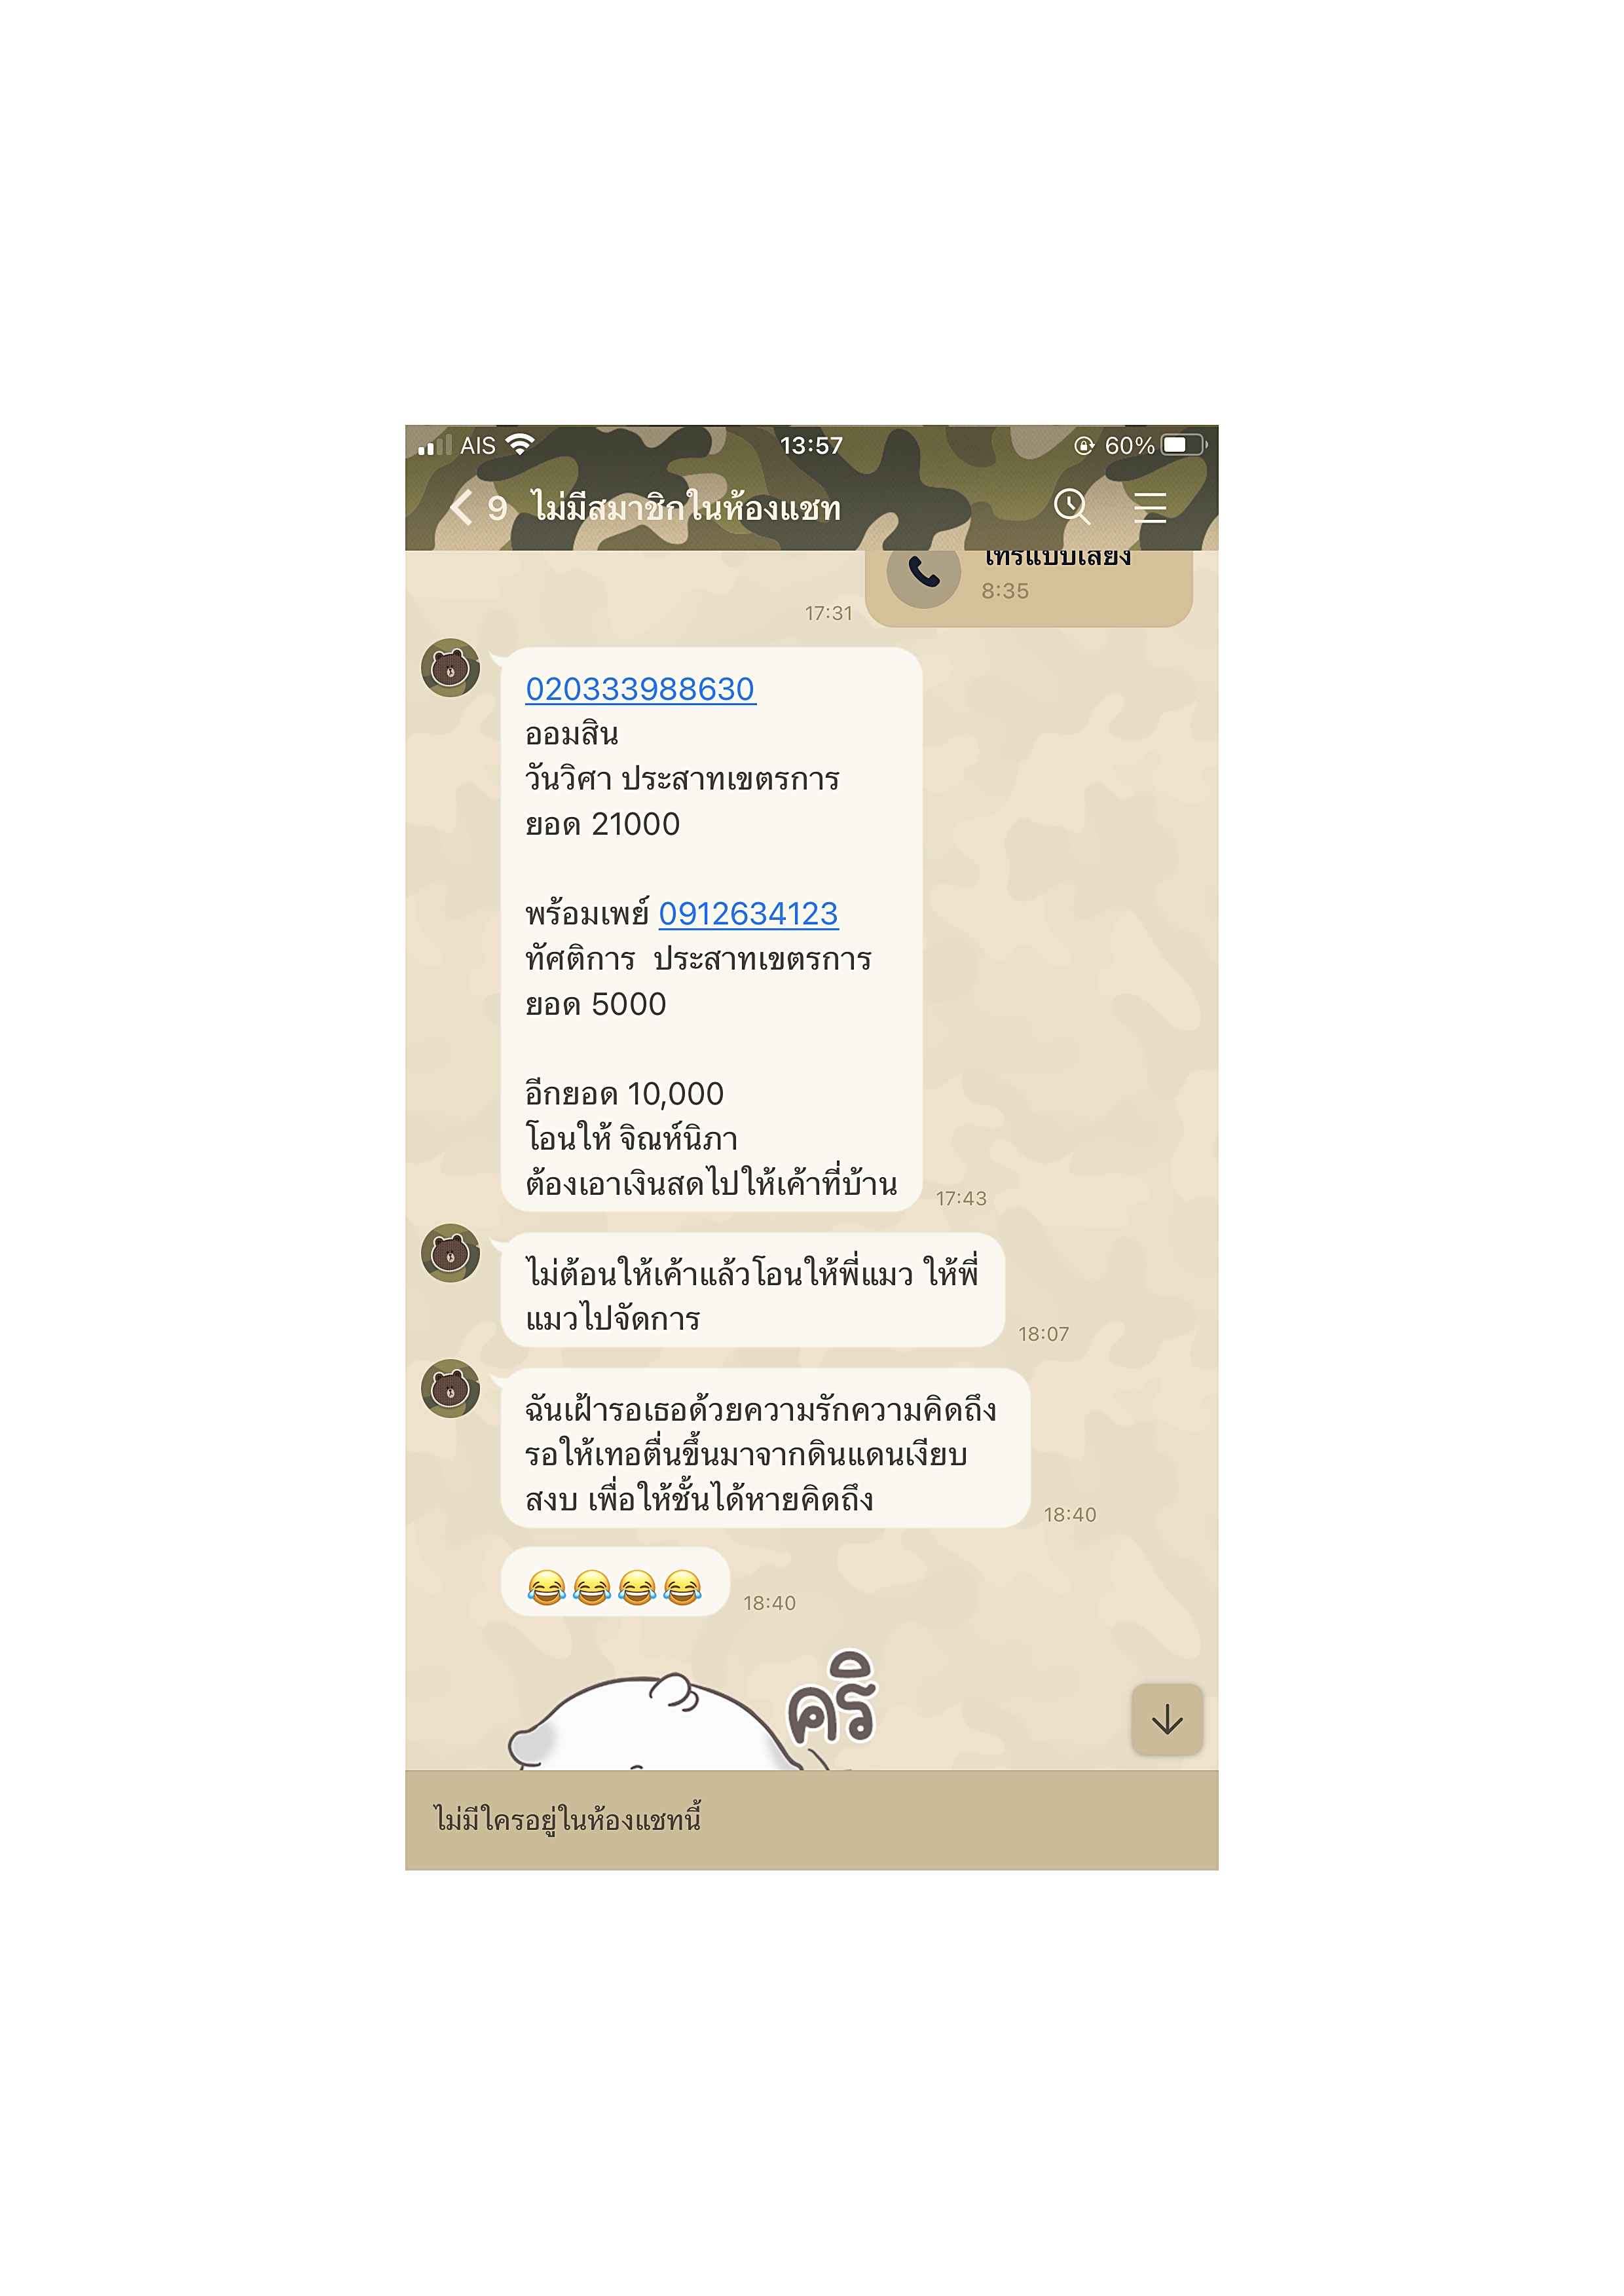 AIS 13:57 60%
9 ไม่มีสมาชิกในห้องแชท
โทรแบบเสียง
8:35
17:31
020333988630
ออมสิน
วันวิศา ประสาทเขตรการ
ยอด 21000
พร้อมเพย์ 0912634123
ทัศติการ ประสาทเขตรการ
ยอด 5000
อีกยอด 10,000
โอนให้ จิณห์นิภา
ต้องเอาเงินสดไปให้เค้าที่บ้าน
17:43
ไม่ต้อนให้เค้าแล้วโอนให้พี่แมว ให้พี่
แมวไปจัดการ
18:07
ฉันเฝ้ารอเธอด้วยความรักความคิดถึง
รอให้เทอตื่นขึ้นมาจากดินแดนเงียบ
สงบ เพื่อให้ชั้นได้หายคิดถึง
18:40
😂😂😂😂
18:40
คริ
ไม่มีใครอยู่ในห้องแชทนี้